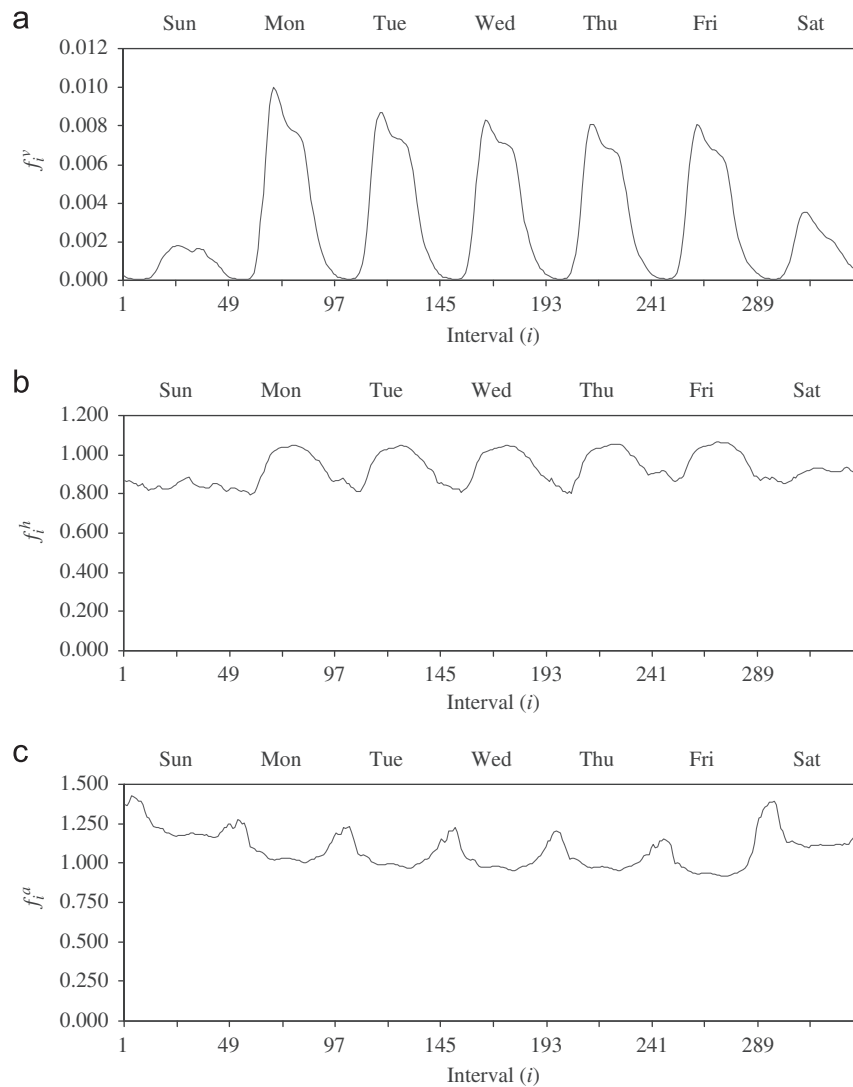 a
Sun Mon Tue Wed Thu Fri Sat
0.012
0.010
0.008
0.006
0.004
0.002
0.000
f_i^v
1 49 97 145 193 241 289
Interval (i)
b
Sun Mon Tue Wed Thu Fri Sat
1.200
1.000
0.800
0.600
0.400
0.200
0.000
f_i^h
1 49 97 145 193 241 289
Interval (i)
c
Sun Mon Tue Wed Thu Fri Sat
1.500
1.250
1.000
0.750
0.500
0.250
0.000
f_i^a
1 49 97 145 193 241 289
Interval (i)